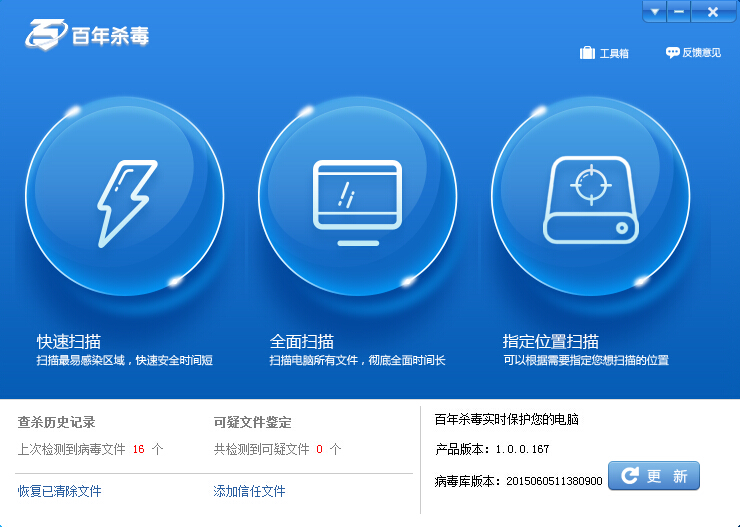 百年杀毒
工具箱
反馈意见
快速扫描
扫描最易感染区域，快速安全时间短
全面扫描
扫描电脑所有文件，彻底全面时间长
指定位置扫描
可以根据需要指定您想扫描的位置
查杀历史记录
上次检测到病毒文件 16 个
恢复已清除文件
可疑文件鉴定
共检测到可疑文件 0 个
添加信任文件
百年杀毒实时保护您的电脑
产品版本：1.0.0.167
病毒库版本：2015060511380900
更 新